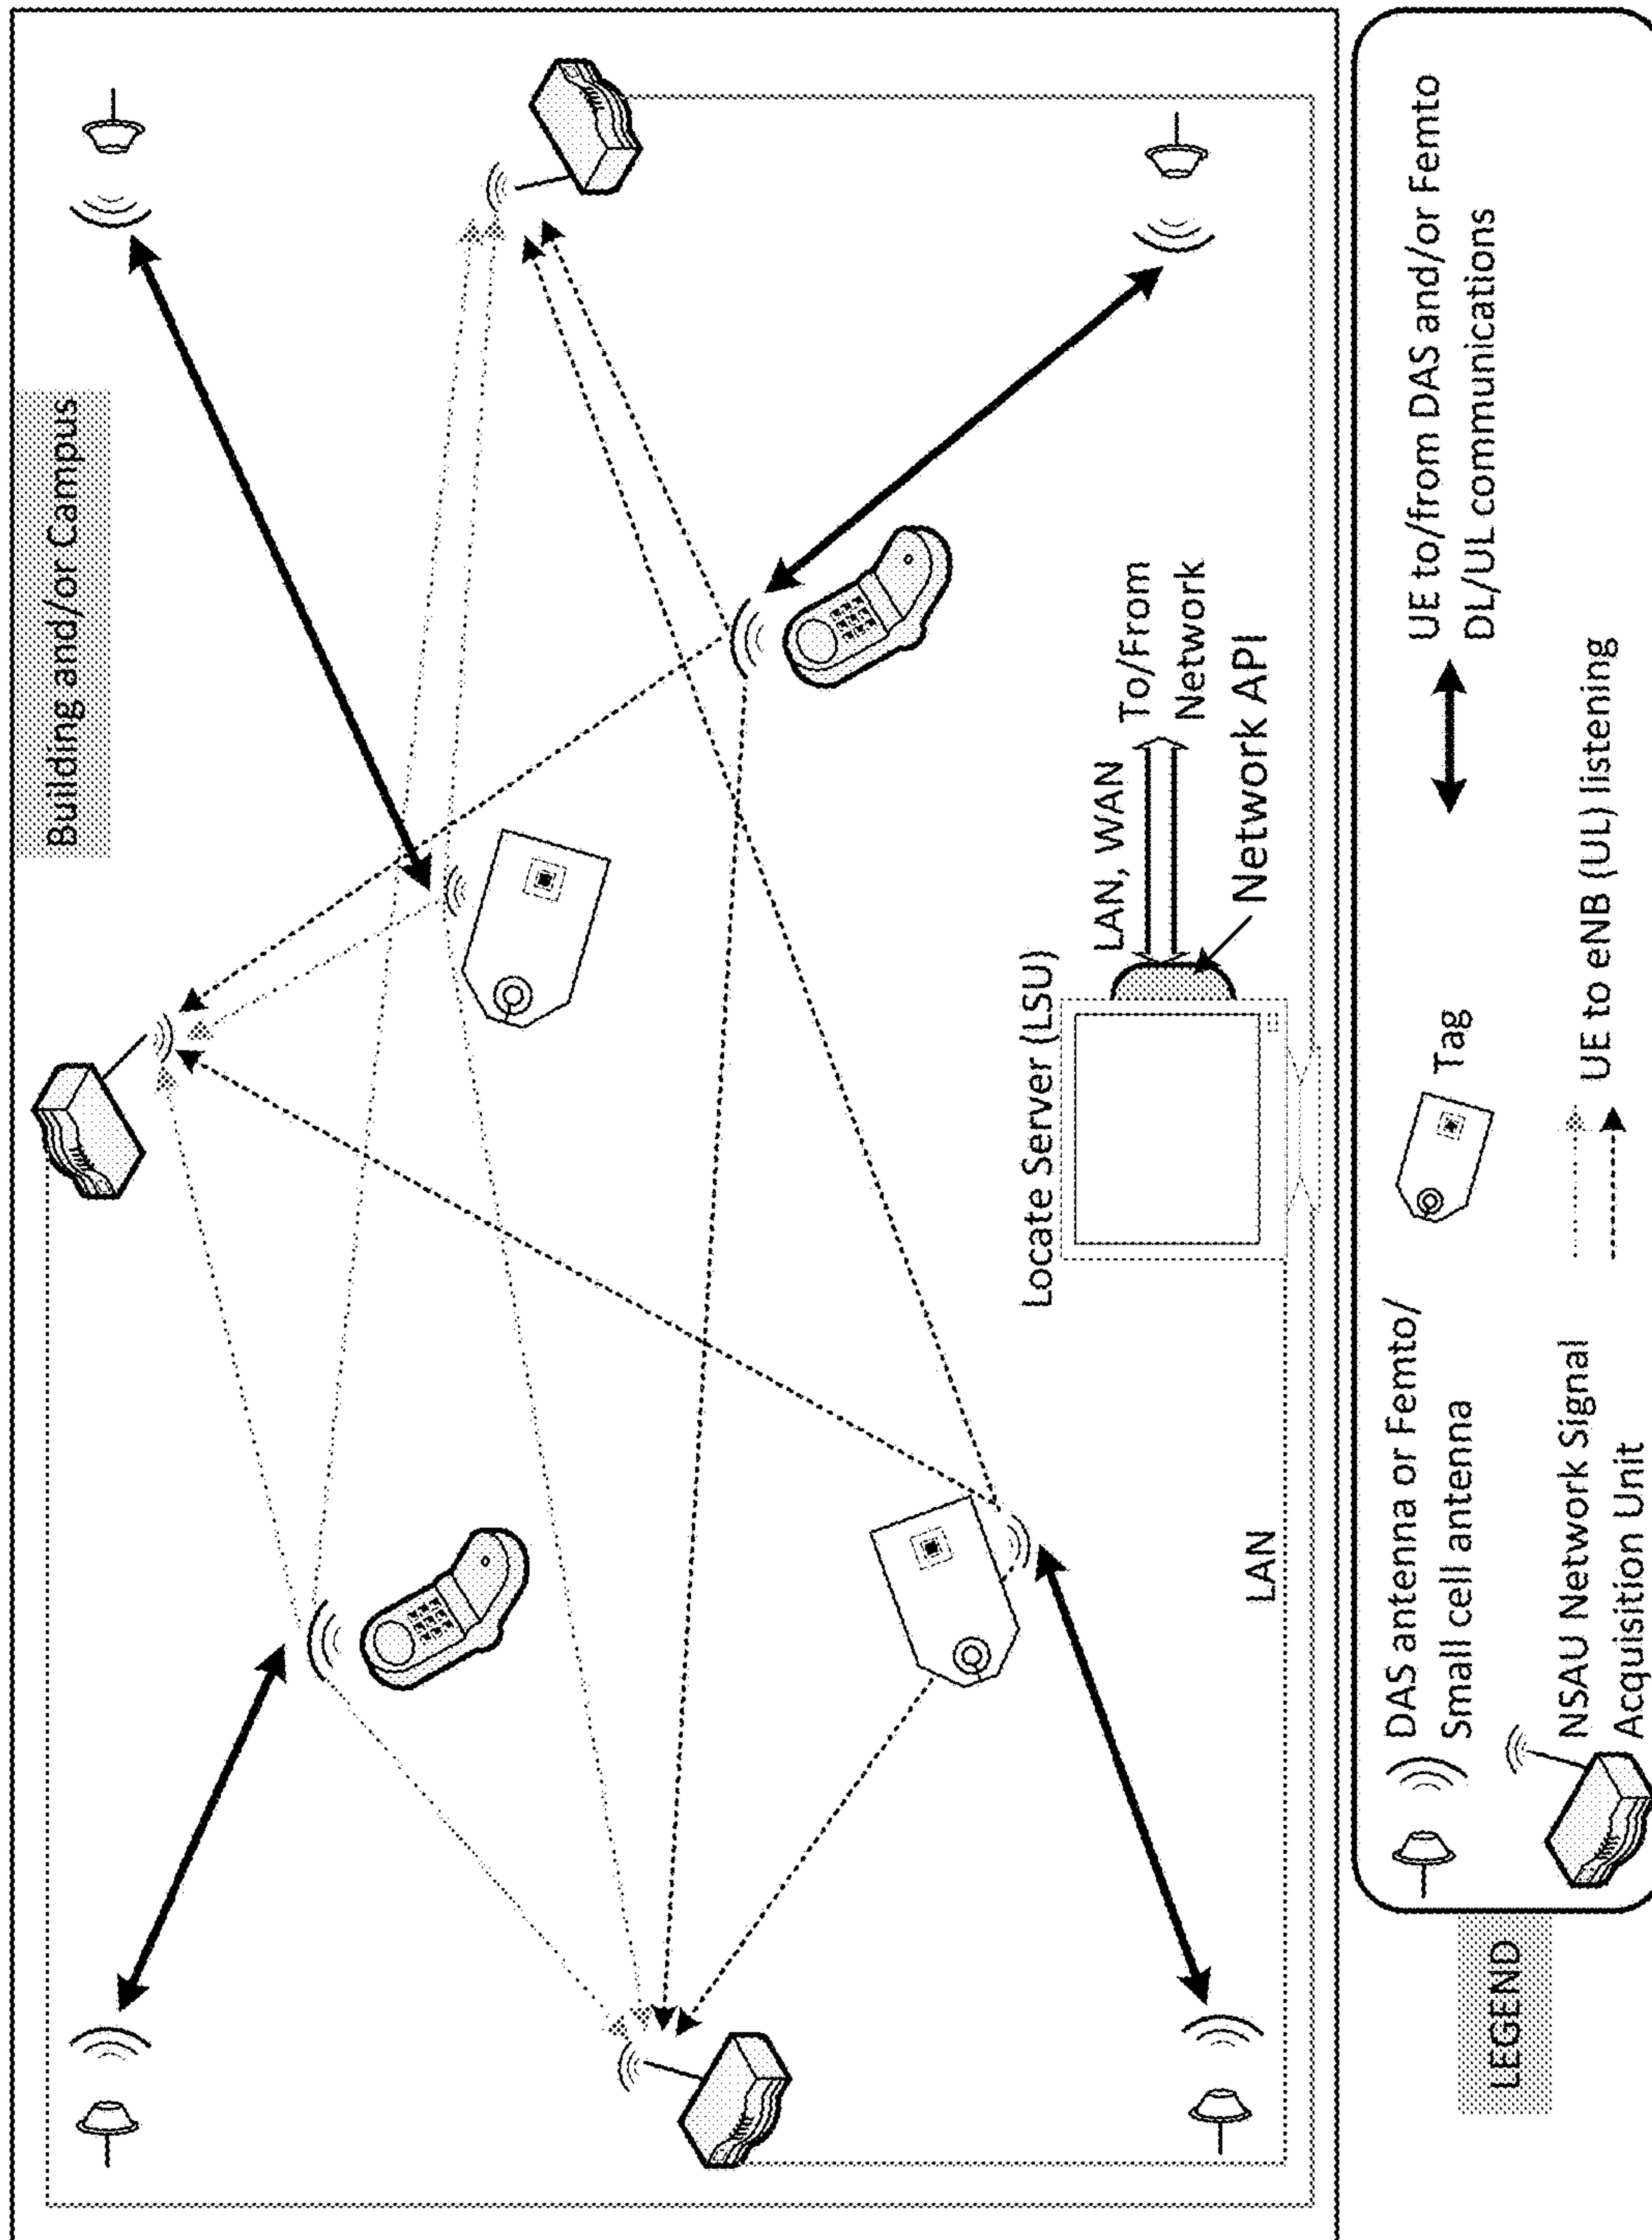 Building and/or Campus
Locate Server (LSU)
LAN, WAN
To/From
Network
Network API
LAN
LEGEND
DAS antenna or Femto/
Small cell antenna
Tag
UE to/from DAS and/or Femto
DL/UL communications
NSAU Network Signal
Acquisition Unit
UE to eNB (UL) listening